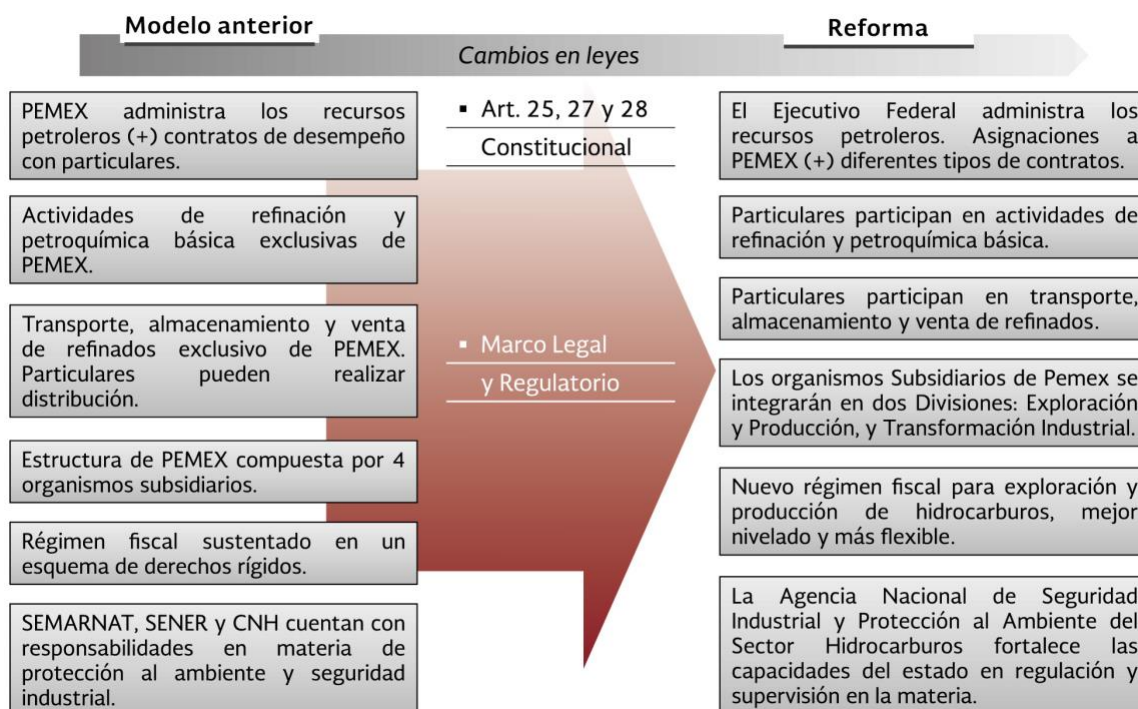 Modelo anterior
Reforma
Cambios en leyes
PEMEX administra los
recursos petroleros (+) contratos de desempeño
con particulares.
Actividades de refinación y
petroquímica básica exclusivas de
PEMEX.
Transporte, almacenamiento y venta
de refinados exclusivo de PEMEX.
Particulares pueden realizar
distribución.
Estructura de PEMEX compuesta por 4
organismos subsidiarios.
Régimen fiscal sustentado en un
esquema de derechos rígidos.
SEMARNAT, SENER y CNH cuentan con
responsabilidades en materia de
protección al ambiente y seguridad
industrial.
▪ Art. 25, 27 y 28
Constitucional
▪ Marco Legal
y Regulatorio
El Ejecutivo Federal administra los
recursos petroleros. Asignaciones a
PEMEX (+) diferentes tipos de contratos.
Particulares participan en actividades de
refinación y petroquímica básica.
Particulares participan en transporte,
almacenamiento y venta de refinados.
Los organismos Subsidiarios de Pemex se
integrarán en dos Divisiones: Exploración
y Producción, y Transformación Industrial.
Nuevo régimen fiscal para exploración y
producción de hidrocarburos, mejor
nivelado y más flexible.
La Agencia Nacional de Seguridad
Industrial y Protección al Ambiente del
Sector Hidrocarburos fortalece las
capacidades del estado en regulación y
supervisión en la materia.